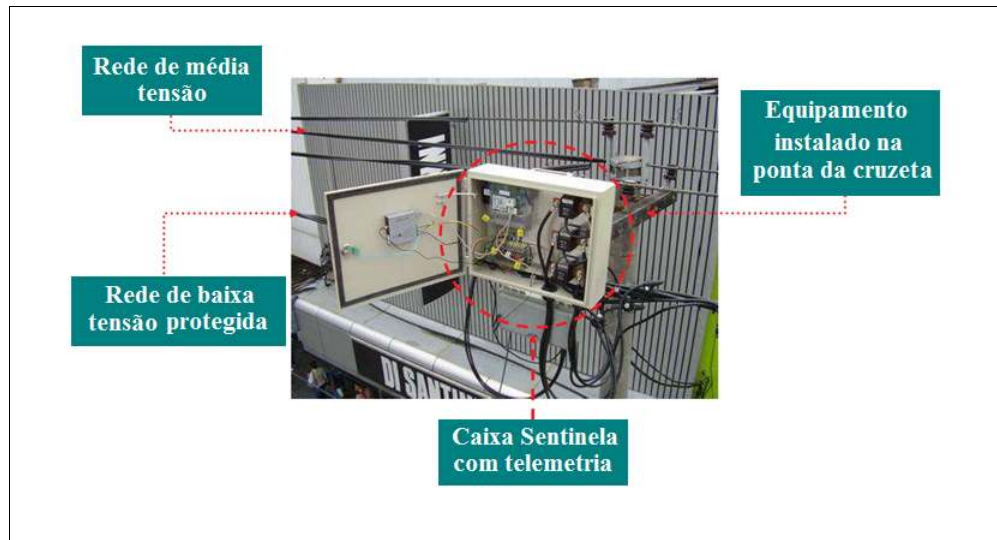 Rede de média
tensão
Equipamento
instalado na
ponta da cruzeta
Rede de baixa
tensão protegida
DI SANTI
Caixa Sentinela
com telemetria